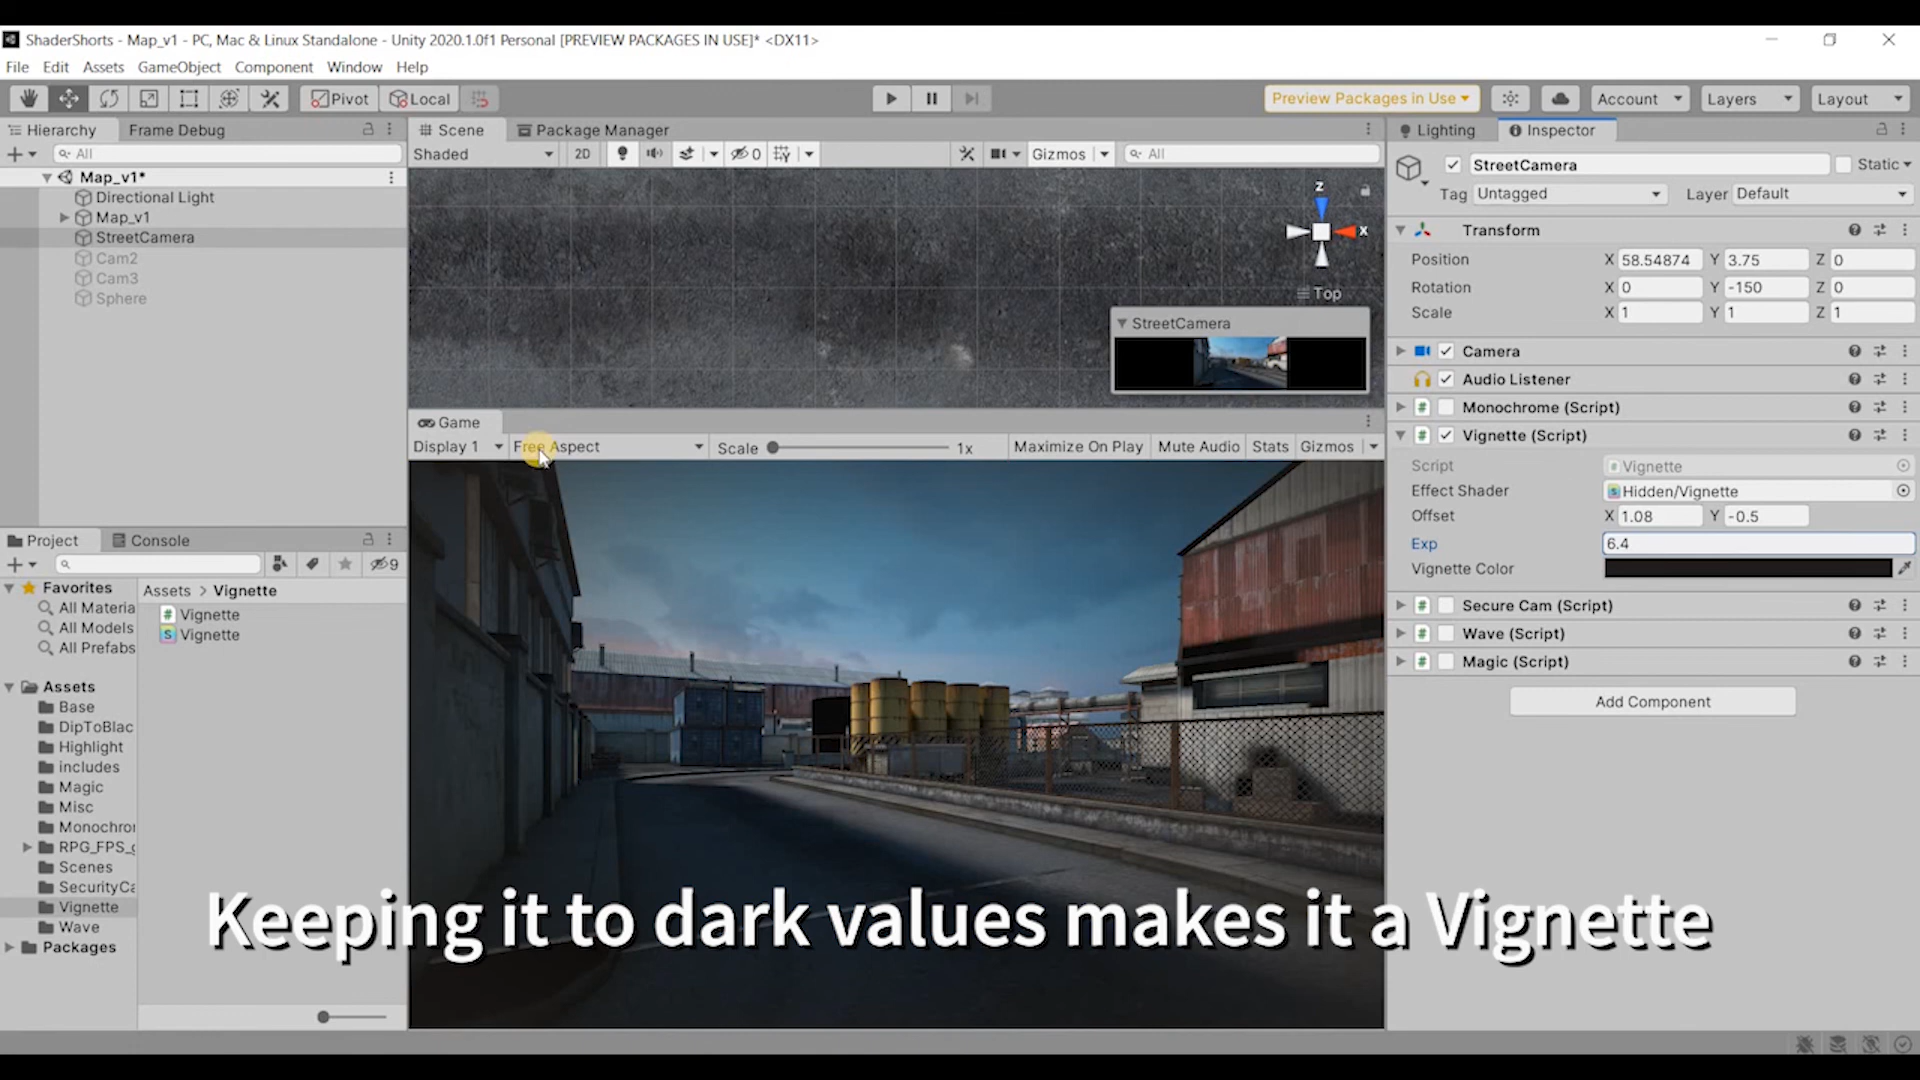 ShaderShorts - Map_v1 - PC, Mac & Linux Standalone - Unity 2020.1.0f1 Personal [PREVIEW PACKAGES IN USE]* <DX11>
File Edit Assets GameObject Component Window Help
Pivot Local Preview Packages in Use Account Layers Layout
Hierarchy Frame Debug
All
Map_v1*
Directional Light
Map_v1
StreetCamera
Cam2
Cam3
Sphere
Scene Package Manager
Shaded 2D 0 Gizmos All
z
x
Top
StreetCamera
Game
Display 1 Free Aspect Scale 1x Maximize On Play Mute Audio Stats Gizmos
Project Console
9
Favorites
All Materia
All Models
All Prefabs
Assets
Base
DipToBlac
Highlight
includes
Magic
Misc
Monochror
RPG_FPS_g
Scenes
SecurityCa
Vignette
Wave
Packages
Assets > Vignette
Vignette
Vignette
Lighting Inspector
StreetCamera Static
Tag Untagged Layer Default
Transform
Position X 58.54874 Y 3.75 Z 0
Rotation X 0 Y -150 Z 0
Scale X 1 Y 1 Z 1
Camera
Audio Listener
Monochrome (Script)
Vignette (Script)
Script Vignette
Effect Shader Hidden/Vignette
Offset X 1.08 Y -0.5
Exp 6.4
Vignette Color
Secure Cam (Script)
Wave (Script)
Magic (Script)
Add Component
Keeping it to dark values makes it a Vignette